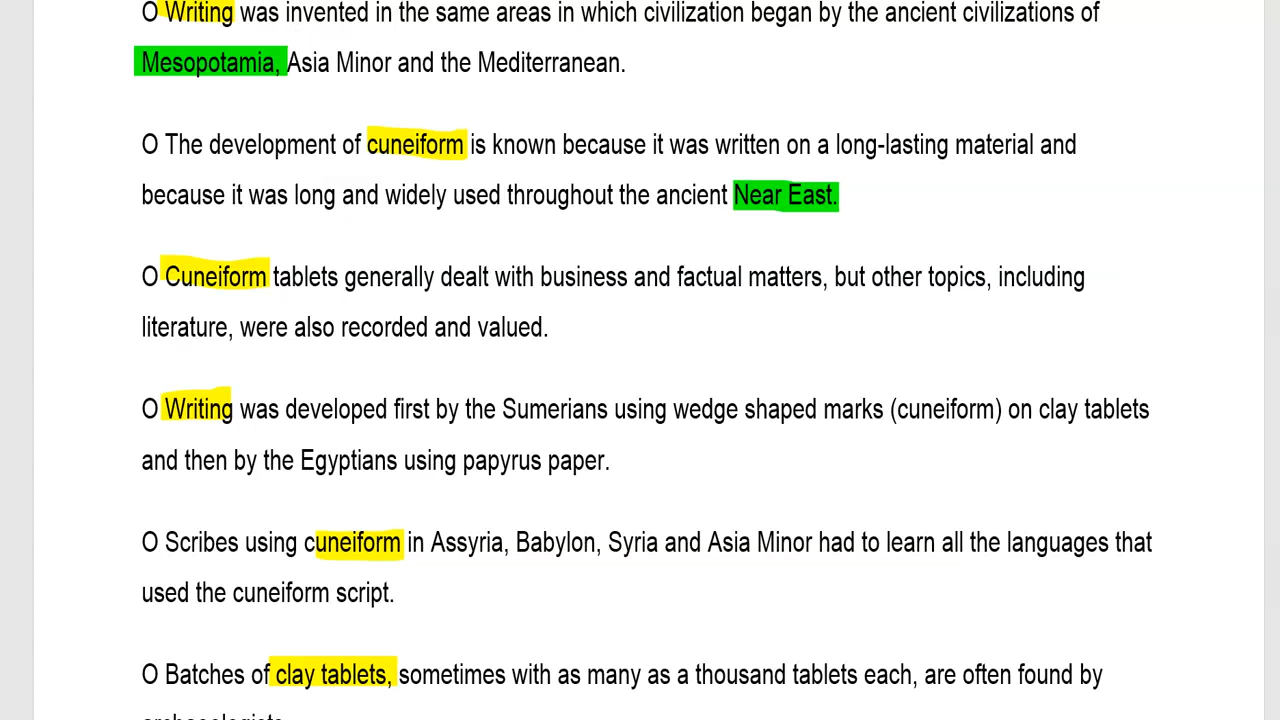 O Writing was invented in the same areas in which civilization began by the ancient civilizations of
Mesopotamia, Asia Minor and the Mediterranean.
O The development of cuneiform is known because it was written on a long-lasting material and
because it was long and widely used throughout the ancient Near East.
O Cuneiform tablets generally dealt with business and factual matters, but other topics, including
literature, were also recorded and valued.
O Writing was developed first by the Sumerians using wedge shaped marks (cuneiform) on clay tablets
and then by the Egyptians using papyrus paper.
O Scribes using cuneiform in Assyria, Babylon, Syria and Asia Minor had to learn all the languages that
used the cuneiform script.
O Batches of clay tablets, sometimes with as many as a thousand tablets each, are often found by
archaeologists